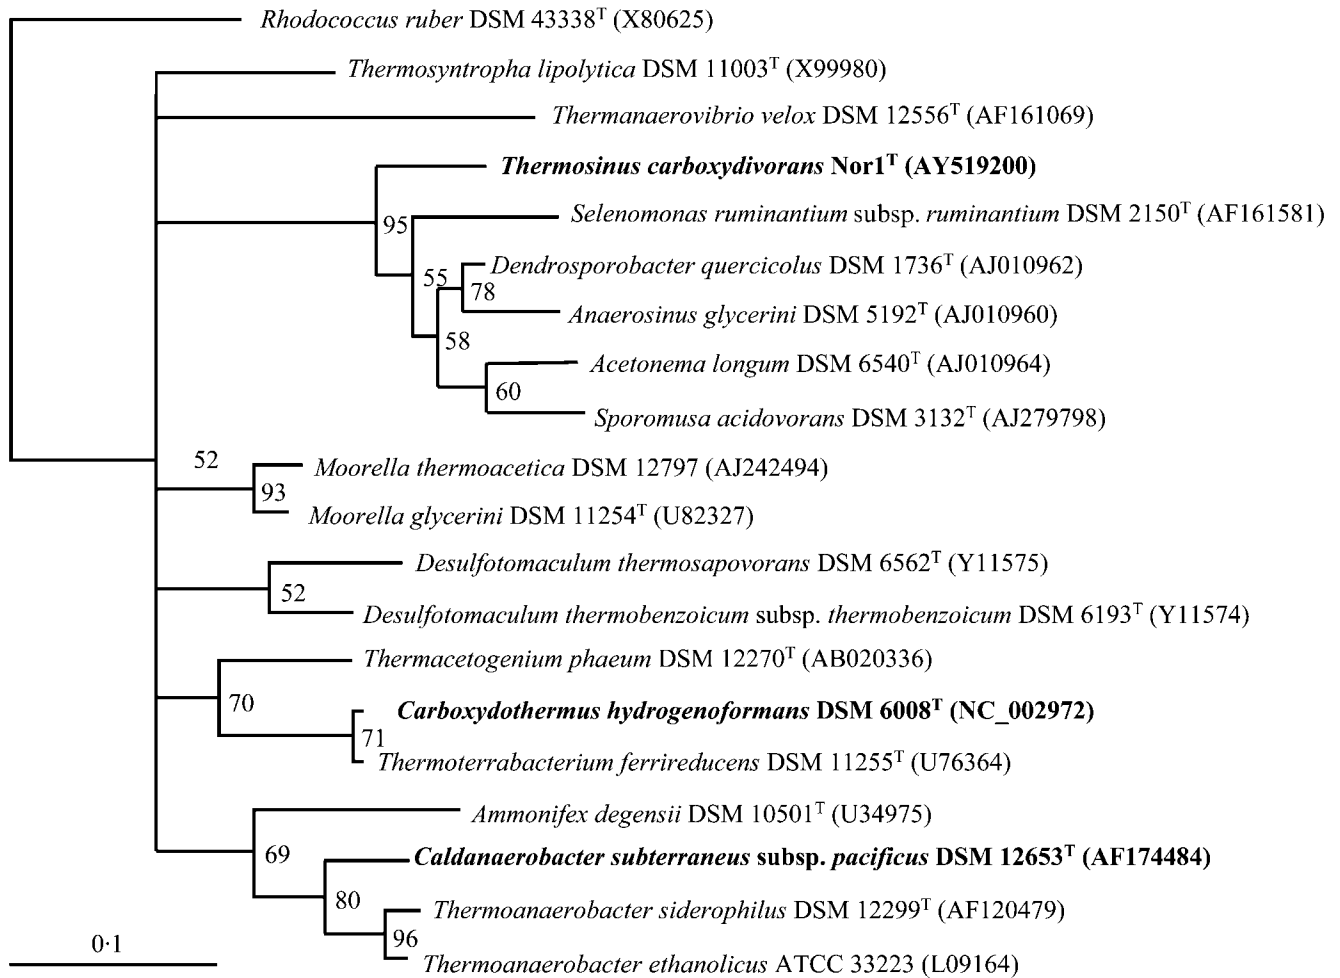 Rhodococcus ruber DSM 43338ᵀ (X80625)
Thermosyntropha lipolytica DSM 11003ᵀ (X99980)
Thermanaerovibrio velox DSM 12556ᵀ (AF161069)
Thermosinus carboxydivorans Nor1ᵀ (AY519200)
95
Selenomonas ruminantium subsp. ruminantium DSM 2150ᵀ (AF161581)
55
Dendrosporobacter quercicolus DSM 1736ᵀ (AJ010962)
78
Anaerosinus glycerini DSM 5192ᵀ (AJ010960)
58
Acetonema longum DSM 6540ᵀ (AJ010964)
60
Sporomusa acidovorans DSM 3132ᵀ (AJ279798)
52
Moorella thermoacetica DSM 12797 (AJ242494)
93
Moorella glycerini DSM 11254ᵀ (U82327)
Desulfotomaculum thermosapovorans DSM 6562ᵀ (Y11575)
52
Desulfotomaculum thermobenzoicum subsp. thermobenzoicum DSM 6193ᵀ (Y11574)
Thermacetogenium phaeum DSM 12270ᵀ (AB020336)
70
Carboxydothermus hydrogenoformans DSM 6008ᵀ (NC_002972)
71
Thermoterrabacterium ferrireducens DSM 11255ᵀ (U76364)
Ammonifex degensii DSM 10501ᵀ (U34975)
69
Caldanaerobacter subterraneus subsp. pacificus DSM 12653ᵀ (AF174484)
80
Thermoanaerobacter siderophilus DSM 12299ᵀ (AF120479)
96
Thermoanaerobacter ethanolicus ATCC 33223 (L09164)
0·1